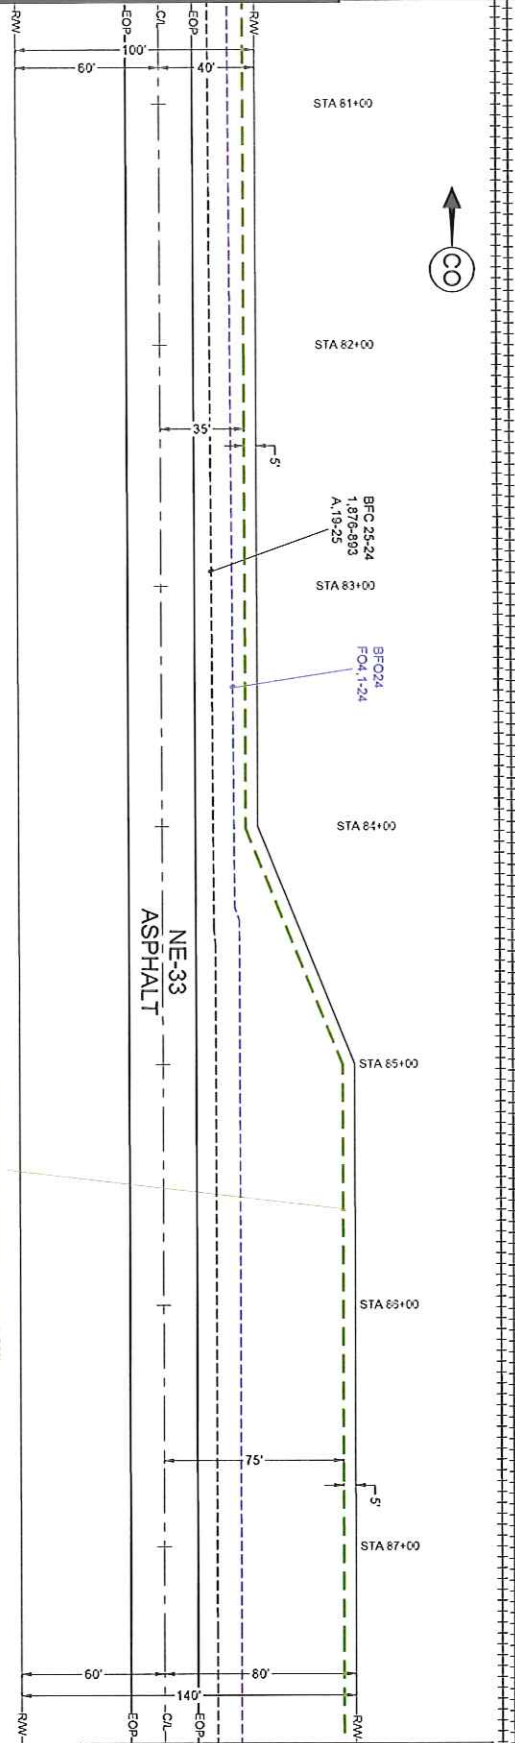 R/W
EOP
C/L
EOP
R/W
100'
60'
40'
STA 81+00
CO
STA 82+00
35'
5'
BFC 25-24
1,876-893
A,19-25
STA 83+00
BFO24
FO4,1-24
STA 84+00
NE-33
ASPHALT
STA 85+00
STA 86+00
75'
5'
STA 87+00
60'
80'
140'
R/W
EOP
C/L
EOP
R/W